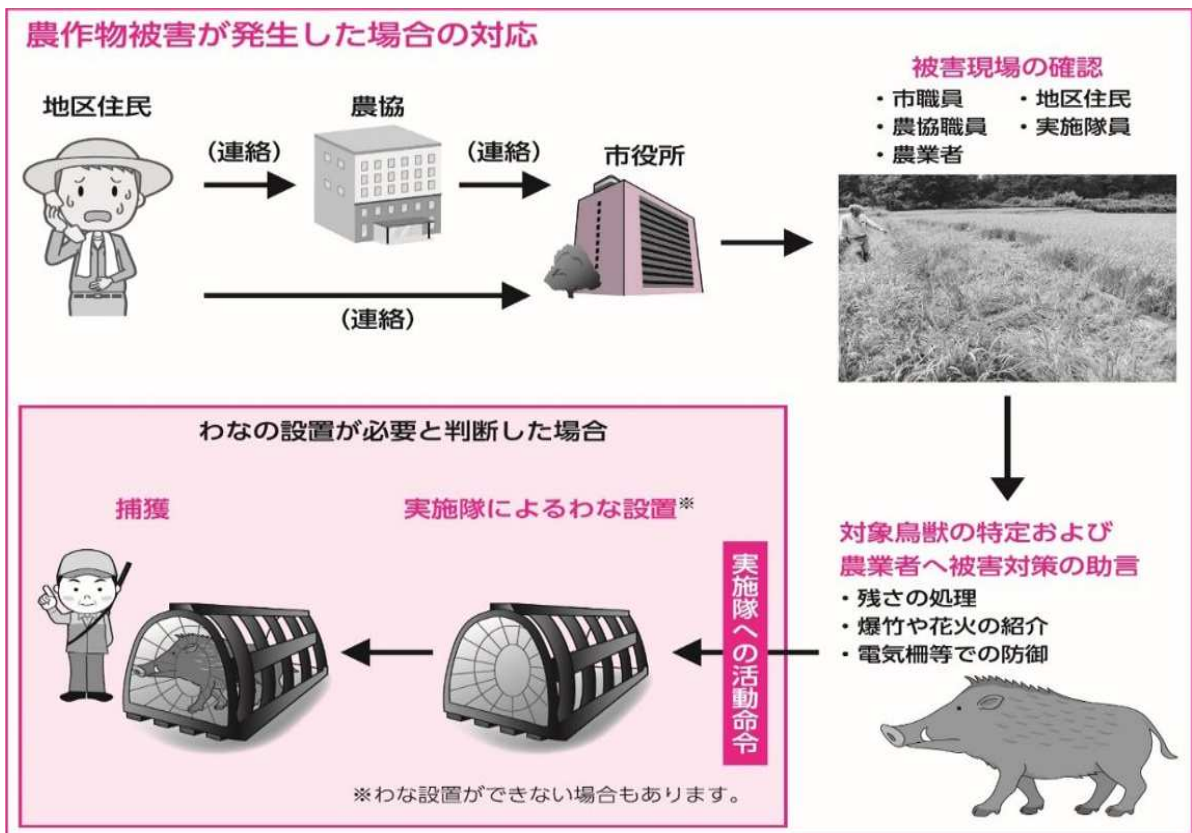 農作物被害が発生した場合の対応
地区住民
(連絡)
農協
(連絡)
市役所
(連絡)
被害現場の確認
・市職員 ・地区住民
・農協職員 ・実施隊員
・農業者
対象鳥獣の特定および
農業者へ被害対策の助言
・残さの処理
・爆竹や花火の紹介
・電気柵等での防御
わなの設置が必要と判断した場合
実施隊への活動命令
実施隊によるわな設置※
捕獲
※わな設置ができない場合もあります。